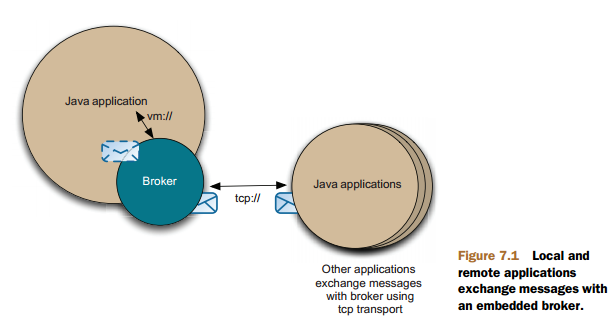 Java application
vm://
Broker
tcp://
Java applications
Other applications
exchange messages
with broker using
tcp transport
Figure 7.1 Local and
remote applications
exchange messages with
an embedded broker.